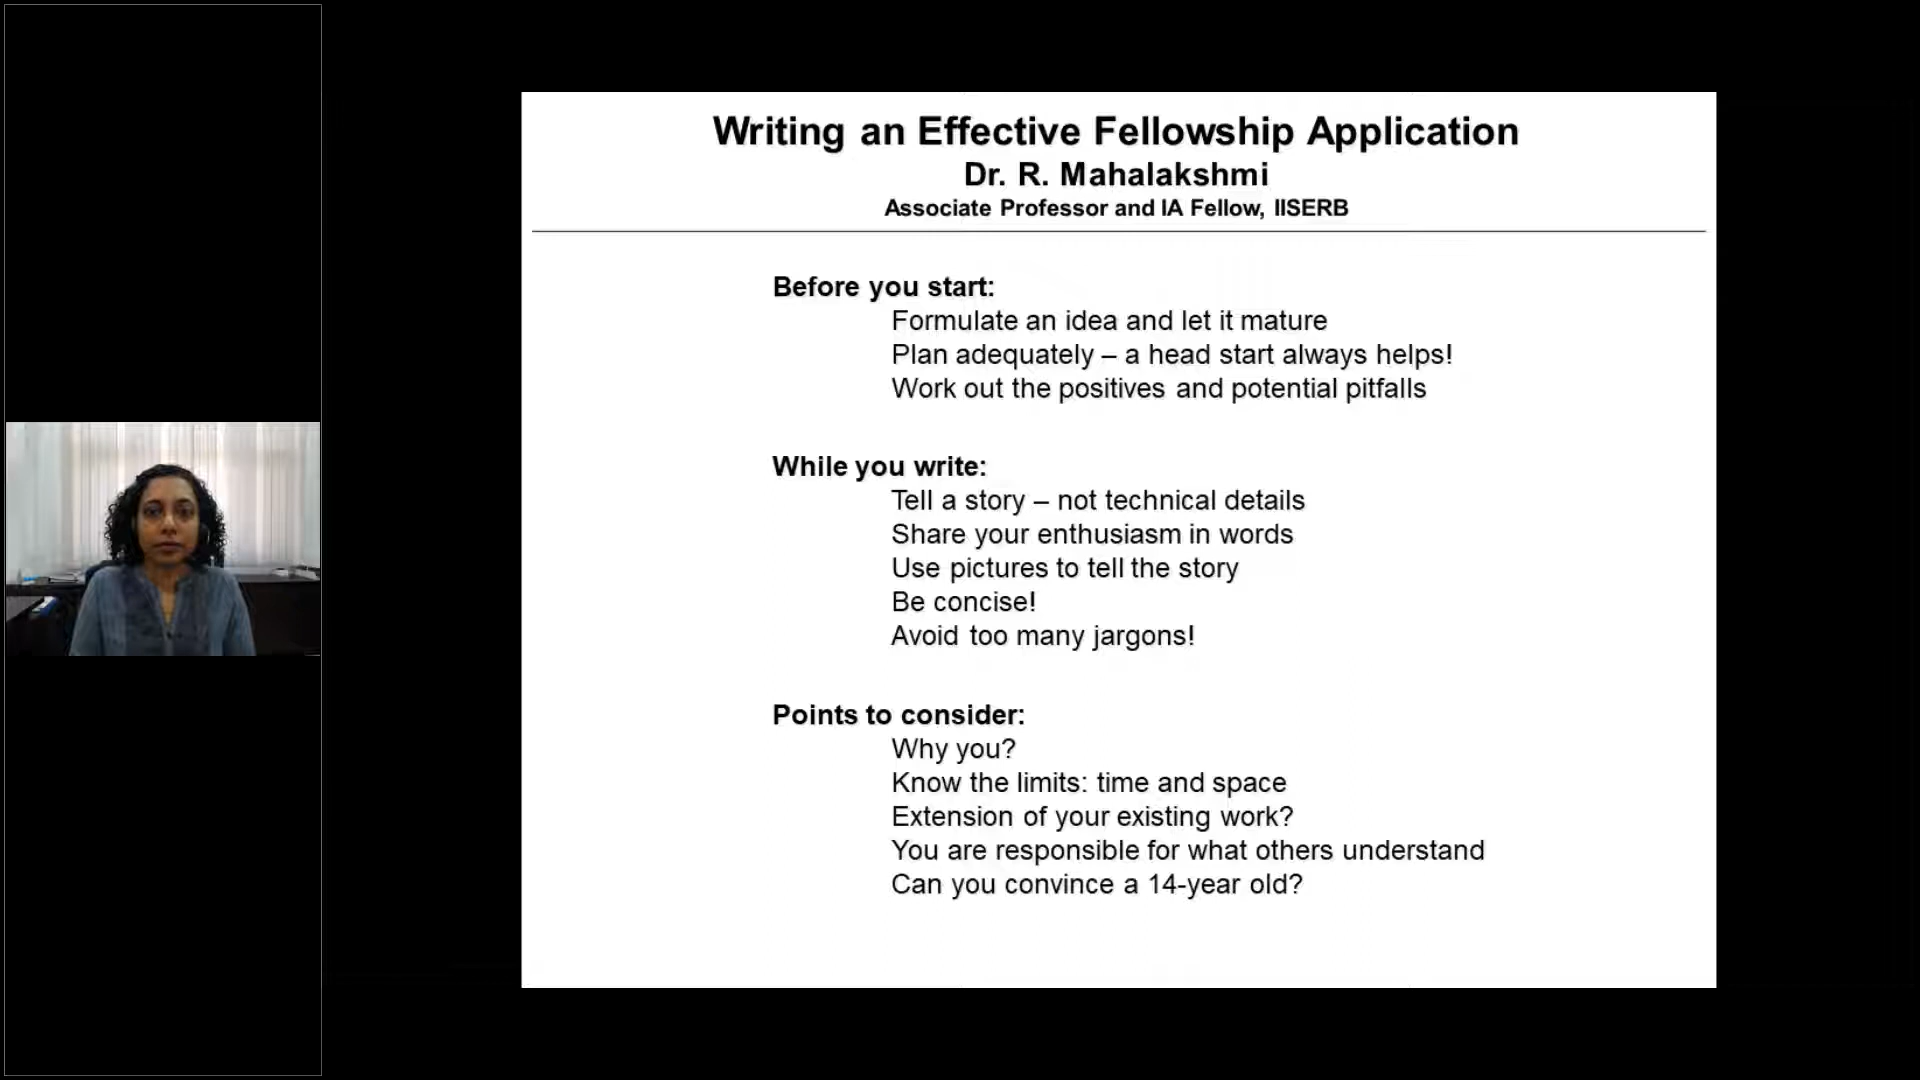 Writing an Effective Fellowship Application
Dr. R. Mahalakshmi
Associate Professor and IA Fellow, IISERB
Before you start:
Formulate an idea and let it mature
Plan adequately – a head start always helps!
Work out the positives and potential pitfalls
While you write:
Tell a story – not technical details
Share your enthusiasm in words
Use pictures to tell the story
Be concise!
Avoid too many jargons!
Points to consider:
Why you?
Know the limits: time and space
Extension of your existing work?
You are responsible for what others understand
Can you convince a 14-year old?